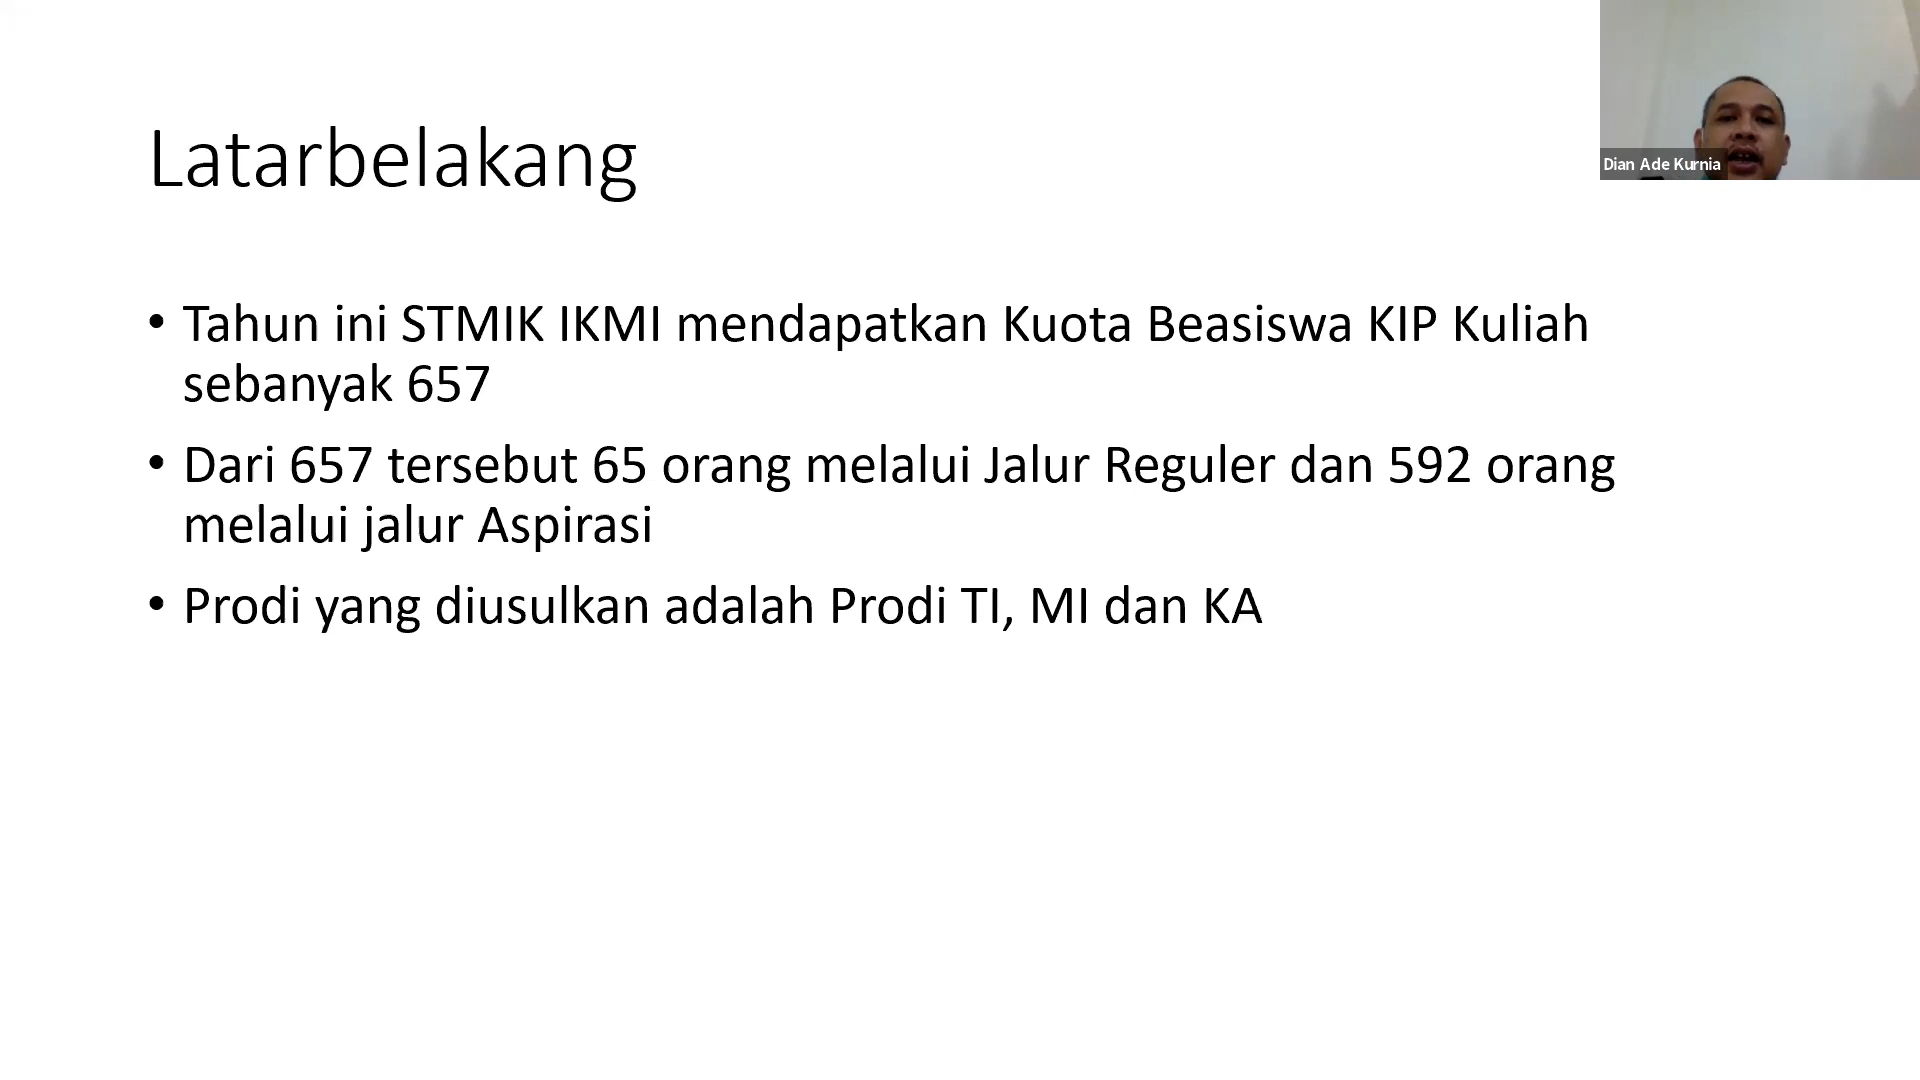 Latarbelakang
Dian Ade Kurnia
• Tahun ini STMIK IKMI mendapatkan Kuota Beasiswa KIP Kuliah
sebanyak 657
• Dari 657 tersebut 65 orang melalui Jalur Reguler dan 592 orang
melalui jalur Aspirasi
• Prodi yang diusulkan adalah Prodi TI, MI dan KA